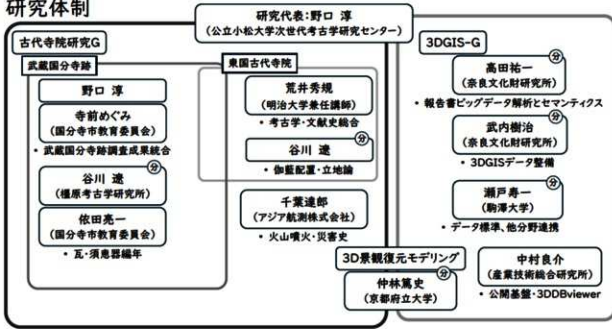 研究体制
研究代表:野口 淳
(公立小松大学次世代考古学研究センター)
古代寺院研究G
武蔵国分寺跡
野口 淳
寺前めぐみ
(国分寺市教育委員会)
• 武蔵国分寺跡調査成果統合
分
谷川 遼
(橿原考古学研究所)
依田亮一
(国分寺市教育委員会)
• 瓦・須恵器編年
東国古代寺院
荒井秀規
(明治大学兼任講師)
• 考古学・文献史総合
分
谷川 遼
• 伽藍配置・立地論
千葉達郎
(アジア航測株式会社)
• 火山噴火・災害史
3D景観復元モデリング
分
仲林篤史
(京都府立大学)
3DGIS-G
分
高田祐一
(奈良文化財研究所)
• 報告書ビッグデータ解析とセマンティクス
分
武内樹治
(奈良文化財研究所)
• 3DGISデータ整備
分
瀬戸寿一
(駒澤大学)
• データ標準、他分野連携
中村良介
(産業技術総合研究所)
• 公開基盤・3DDBviewer